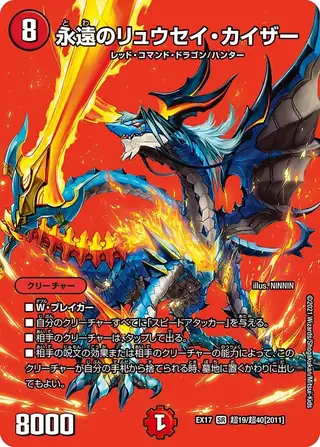 8
永遠のリュウセイ・カイザー
とわ
レッド・コマンド・ドラゴン/ハンター
illus. NINNIN
クリーチャー
■W・ブレイカー
■自分のクリーチャーすべてに「スピードアタッカー」を与える。
■相手のクリーチャーは、タップして出る。
■相手の呪文の効果または相手のクリーチャーの能力によって、この
クリーチャーが自分の手札から捨てられる時、墓地に置くかわりに出
してもよい。
8000
1
EX17 SR 超19/超40[2011]
©2021 Wizards/Shogakukan/Mitsui-Kids